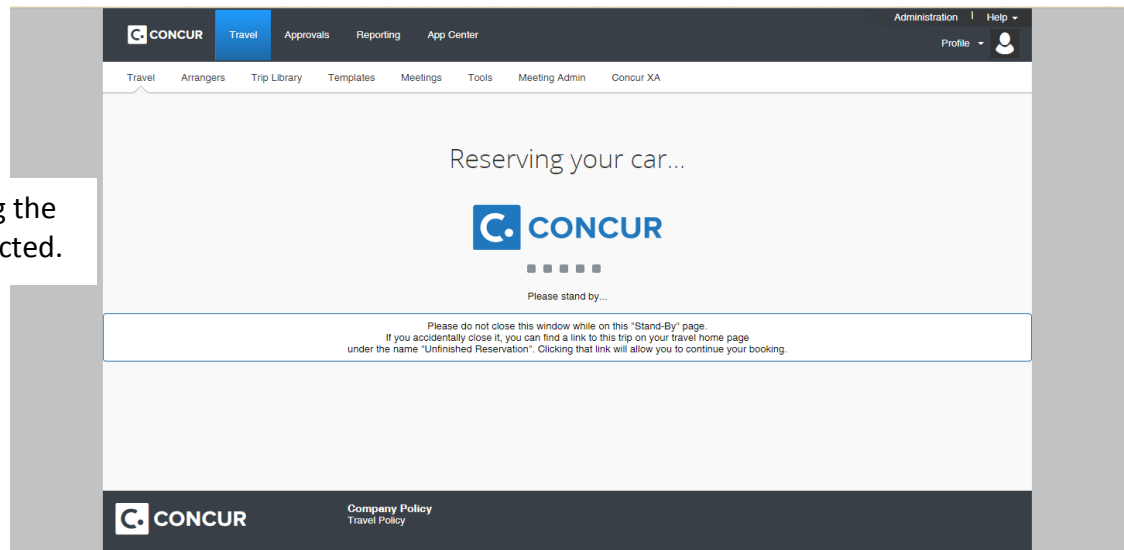 Administration | Help
C. CONCUR Travel Approvals Reporting App Center
Profile
Travel Arrangers Trip Library Templates Meetings Tools Meeting Admin Concur XA
Reserving your car...
g the
cted.
C. CONCUR
Please stand by...
Please do not close this window while on this "Stand-By" page.
If you accidentally close it, you can find a link to this trip on your travel home page
under the name "Unfinished Reservation". Clicking that link will allow you to continue your booking.
C. CONCUR
Company Policy
Travel Policy